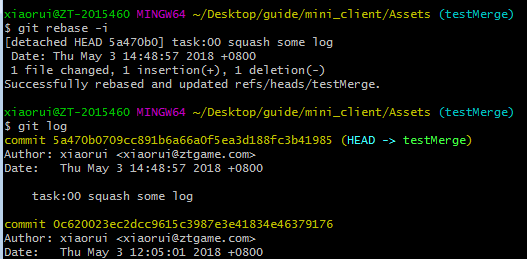 xiaorui@ZT-2015460 MINGW64 ~/Desktop/guide/mini_client/Assets (testMerge)
$ git rebase -i
[detached HEAD 5a470b0] task:00 squash some log
Date: Thu May 3 14:48:57 2018 +0800
1 file changed, 1 insertion(+), 1 deletion(-)
Successfully rebased and updated refs/heads/testMerge.
xiaorui@ZT-2015460 MINGW64 ~/Desktop/guide/mini_client/Assets (testMerge)
$ git log
commit 5a470b0709cc891b6a66a0f5ea3d188fc3b41985 (HEAD -> testMerge)
Author: xiaorui <xiaorui@ztgame.com>
Date: Thu May 3 14:48:57 2018 +0800
task:00 squash some log
commit 0c620023ec2dcc9615c3987e3e41834e46379176
Author: xiaorui <xiaorui@ztgame.com>
Date: Thu May 3 12:05:01 2018 +0800